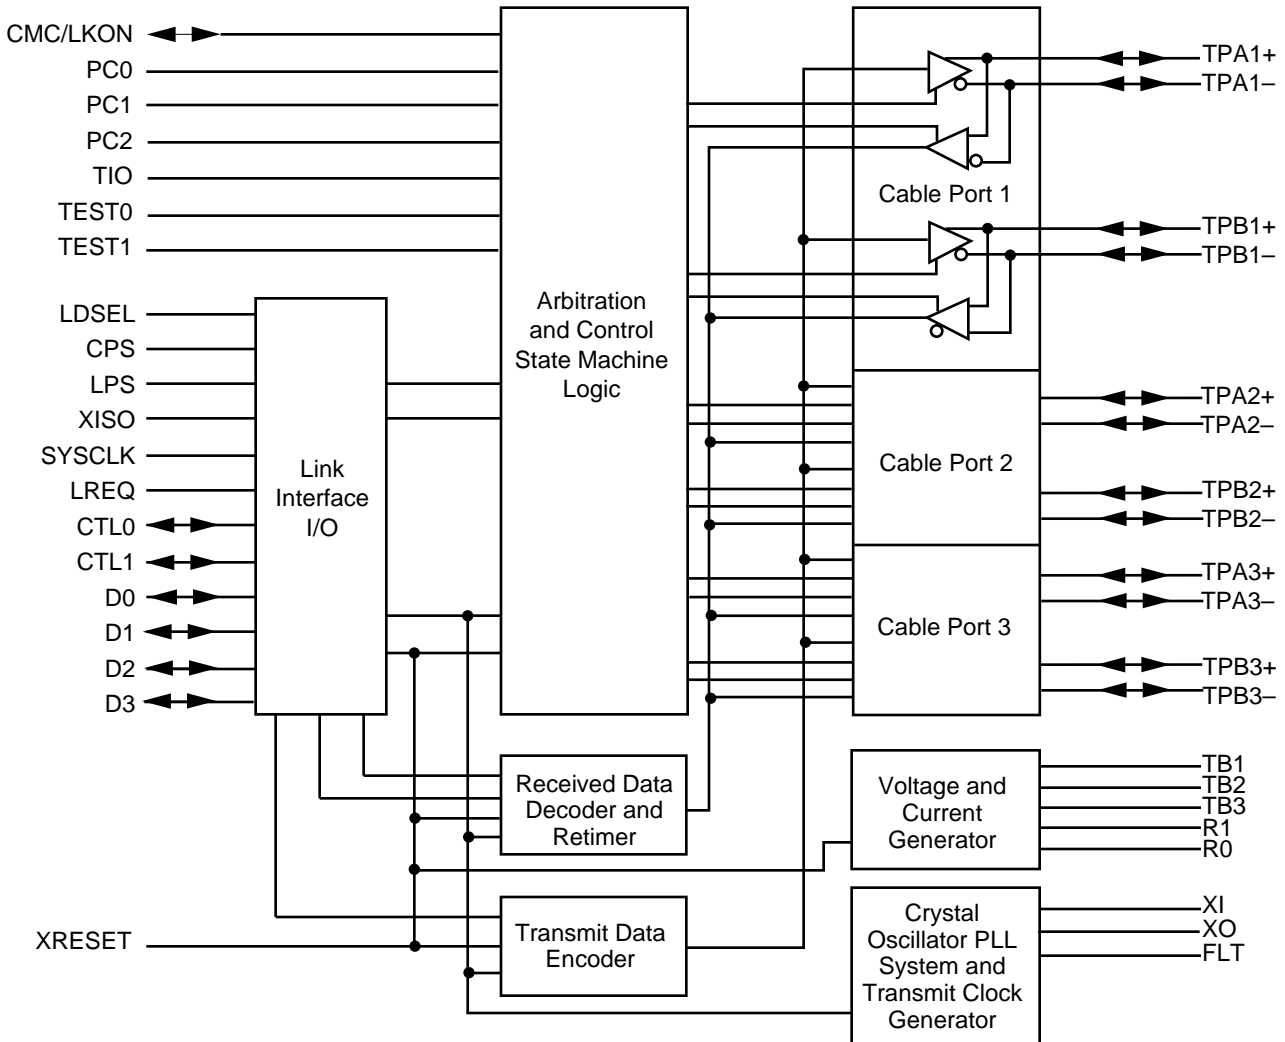 CMC/LKON
PC0
PC1
PC2
TIO
TEST0
TEST1
LDSEL
CPS
LPS
XISO
SYSCLK
LREQ
CTL0
CTL1
D0
D1
D2
D3
XRESET
Link
Interface
I/O
Arbitration
and Control
State Machine
Logic
Received Data
Decoder and
Retimer
Transmit Data
Encoder
Cable Port 1
Cable Port 2
Cable Port 3
Voltage and
Current
Generator
Crystal
Oscillator PLL
System and
Transmit Clock
Generator
TPA1+
TPA1–
TPB1+
TPB1–
TPA2+
TPA2–
TPB2+
TPB2–
TPA3+
TPA3–
TPB3+
TPB3–
TB1
TB2
TB3
R1
R0
XI
XO
FLT